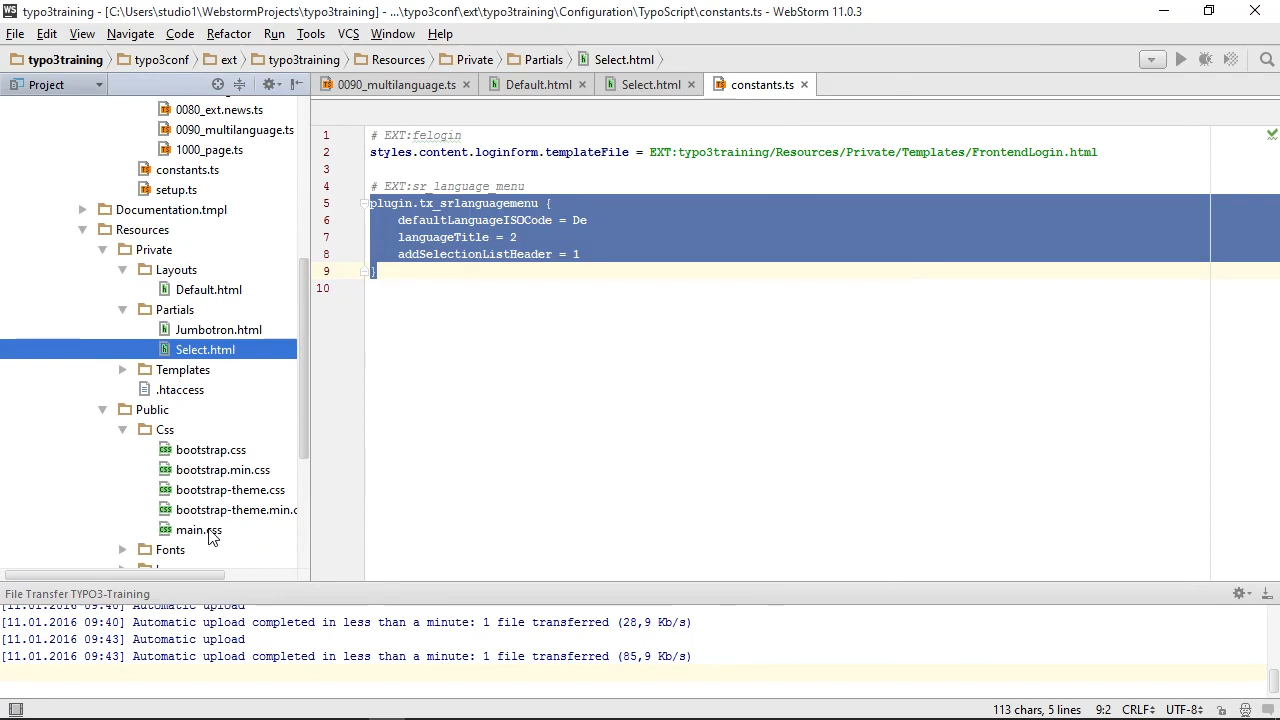 typo3training - [C:\Users\studio1\WebstormProjects\typo3training] - ...\typo3conf\ext\typo3training\Configuration\TypoScript\constants.ts - WebStorm 11.0.3
File Edit View Navigate Code Refactor Run Tools VCS Window Help
typo3training typo3conf ext typo3training Resources Private Partials Select.html
Project
0090_multilanguage.ts Default.html Select.html constants.ts
0080_ext.news.ts
0090_multilanguage.ts
1000_page.ts
constants.ts
setup.ts
Documentation.tmpl
Resources
Private
Layouts
Default.html
Partials
Jumbotron.html
Select.html
Templates
.htaccess
Public
Css
bootstrap.css
bootstrap.min.css
bootstrap-theme.css
bootstrap-theme.min.c
main.css
Fonts
1 # EXT:felogin
2 styles.content.loginform.templateFile = EXT:typo3training/Resources/Private/Templates/FrontendLogin.html
3
4 # EXT:sr_language_menu
5 plugin.tx_srlanguagemenu {
6 defaultLanguageISOCode = De
7 languageTitle = 2
8 addSelectionListHeader = 1
9 }
10
File Transfer TYPO3-Training
[11.01.2016 09:40] Automatic upload
[11.01.2016 09:40] Automatic upload completed in less than a minute: 1 file transferred (28,9 Kb/s)
[11.01.2016 09:43] Automatic upload
[11.01.2016 09:43] Automatic upload completed in less than a minute: 1 file transferred (85,9 Kb/s)
113 chars, 5 lines 9:2 CRLF UTF-8